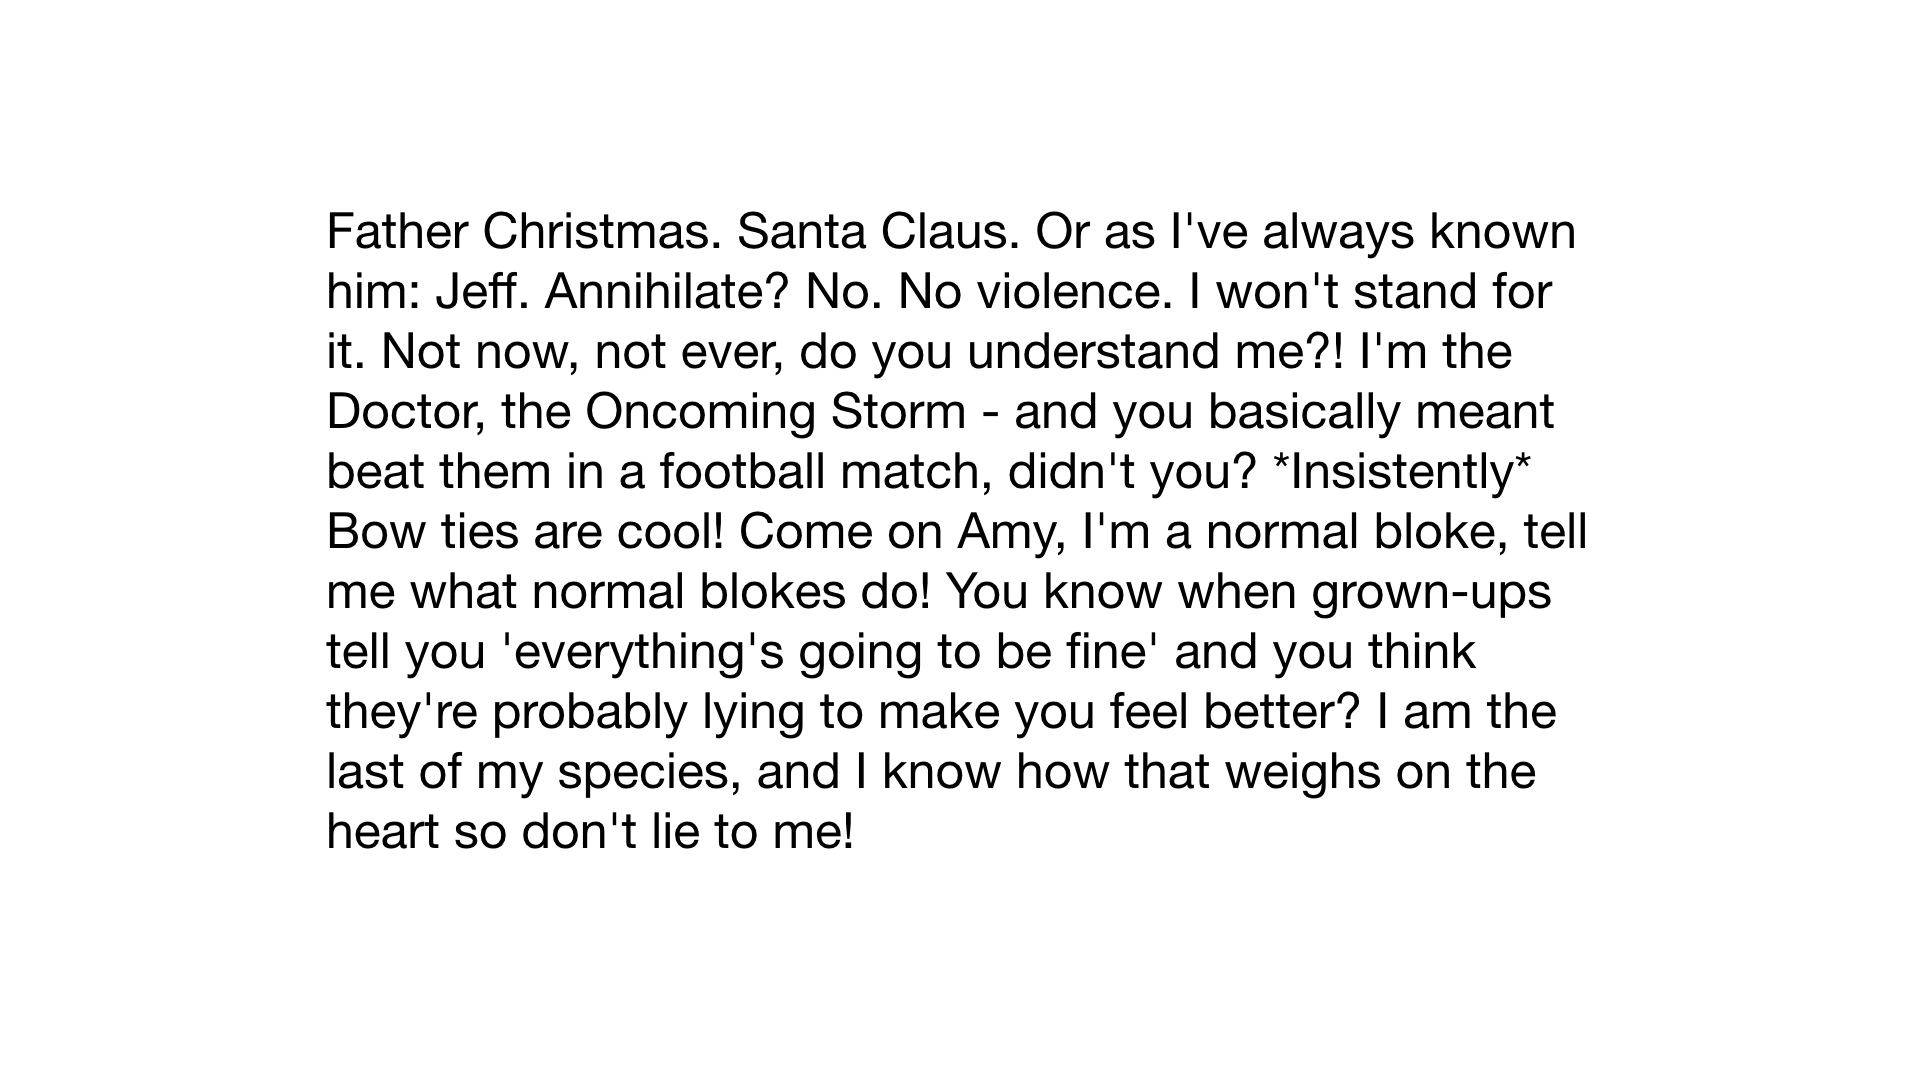 Father Christmas. Santa Claus. Or as I've always known
him: Jeff. Annihilate? No. No violence. I won't stand for
it. Not now, not ever, do you understand me?! I'm the
Doctor, the Oncoming Storm - and you basically meant
beat them in a football match, didn't you? *Insistently*
Bow ties are cool! Come on Amy, I'm a normal bloke, tell
me what normal blokes do! You know when grown-ups
tell you 'everything's going to be fine' and you think
they're probably lying to make you feel better? I am the
last of my species, and I know how that weighs on the
heart so don't lie to me!